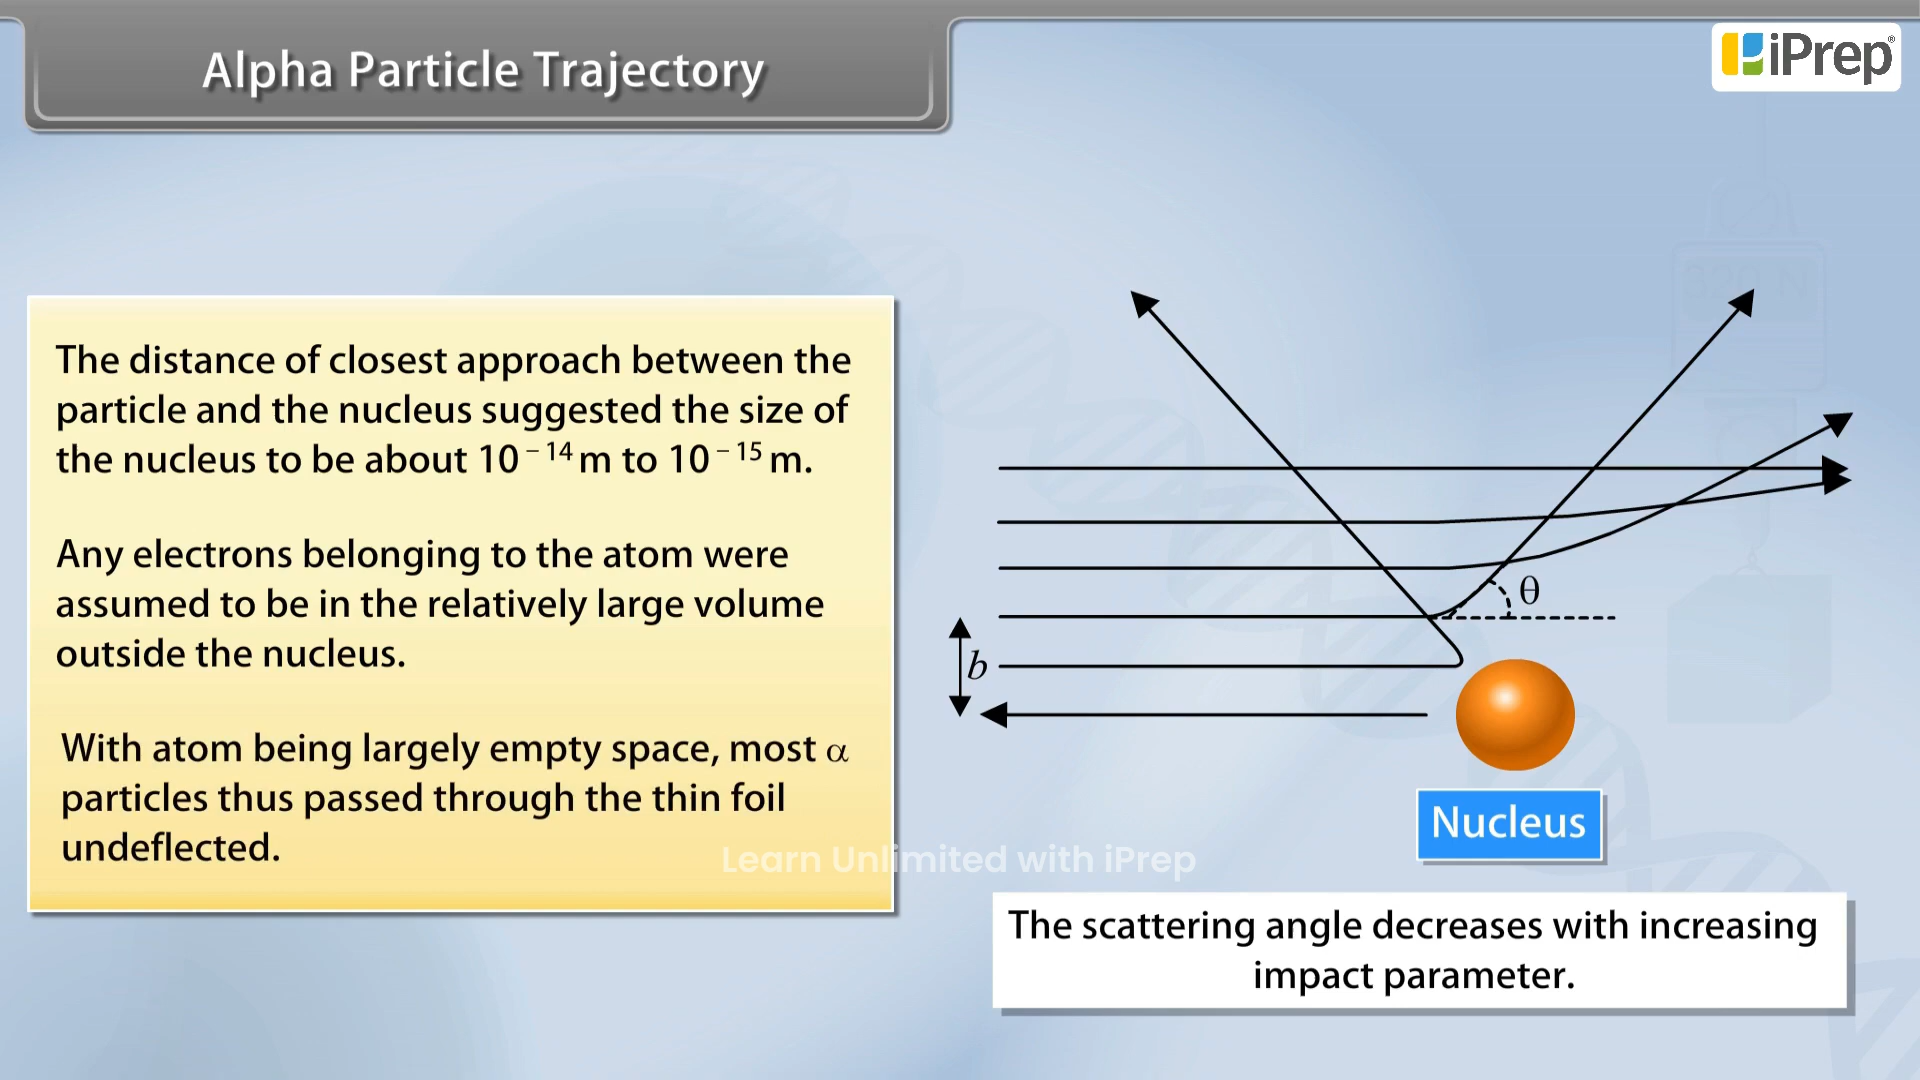 Alpha Particle Trajectory
iPrep®
The distance of closest approach between the
particle and the nucleus suggested the size of
the nucleus to be about 10⁻¹⁴ m to 10⁻¹⁵ m.
Any electrons belonging to the atom were
assumed to be in the relatively large volume
outside the nucleus.
With atom being largely empty space, most α
particles thus passed through the thin foil
undeflected.
θ
b
Nucleus
Learn Unlimited with iPrep
The scattering angle decreases with increasing
impact parameter.
320 N